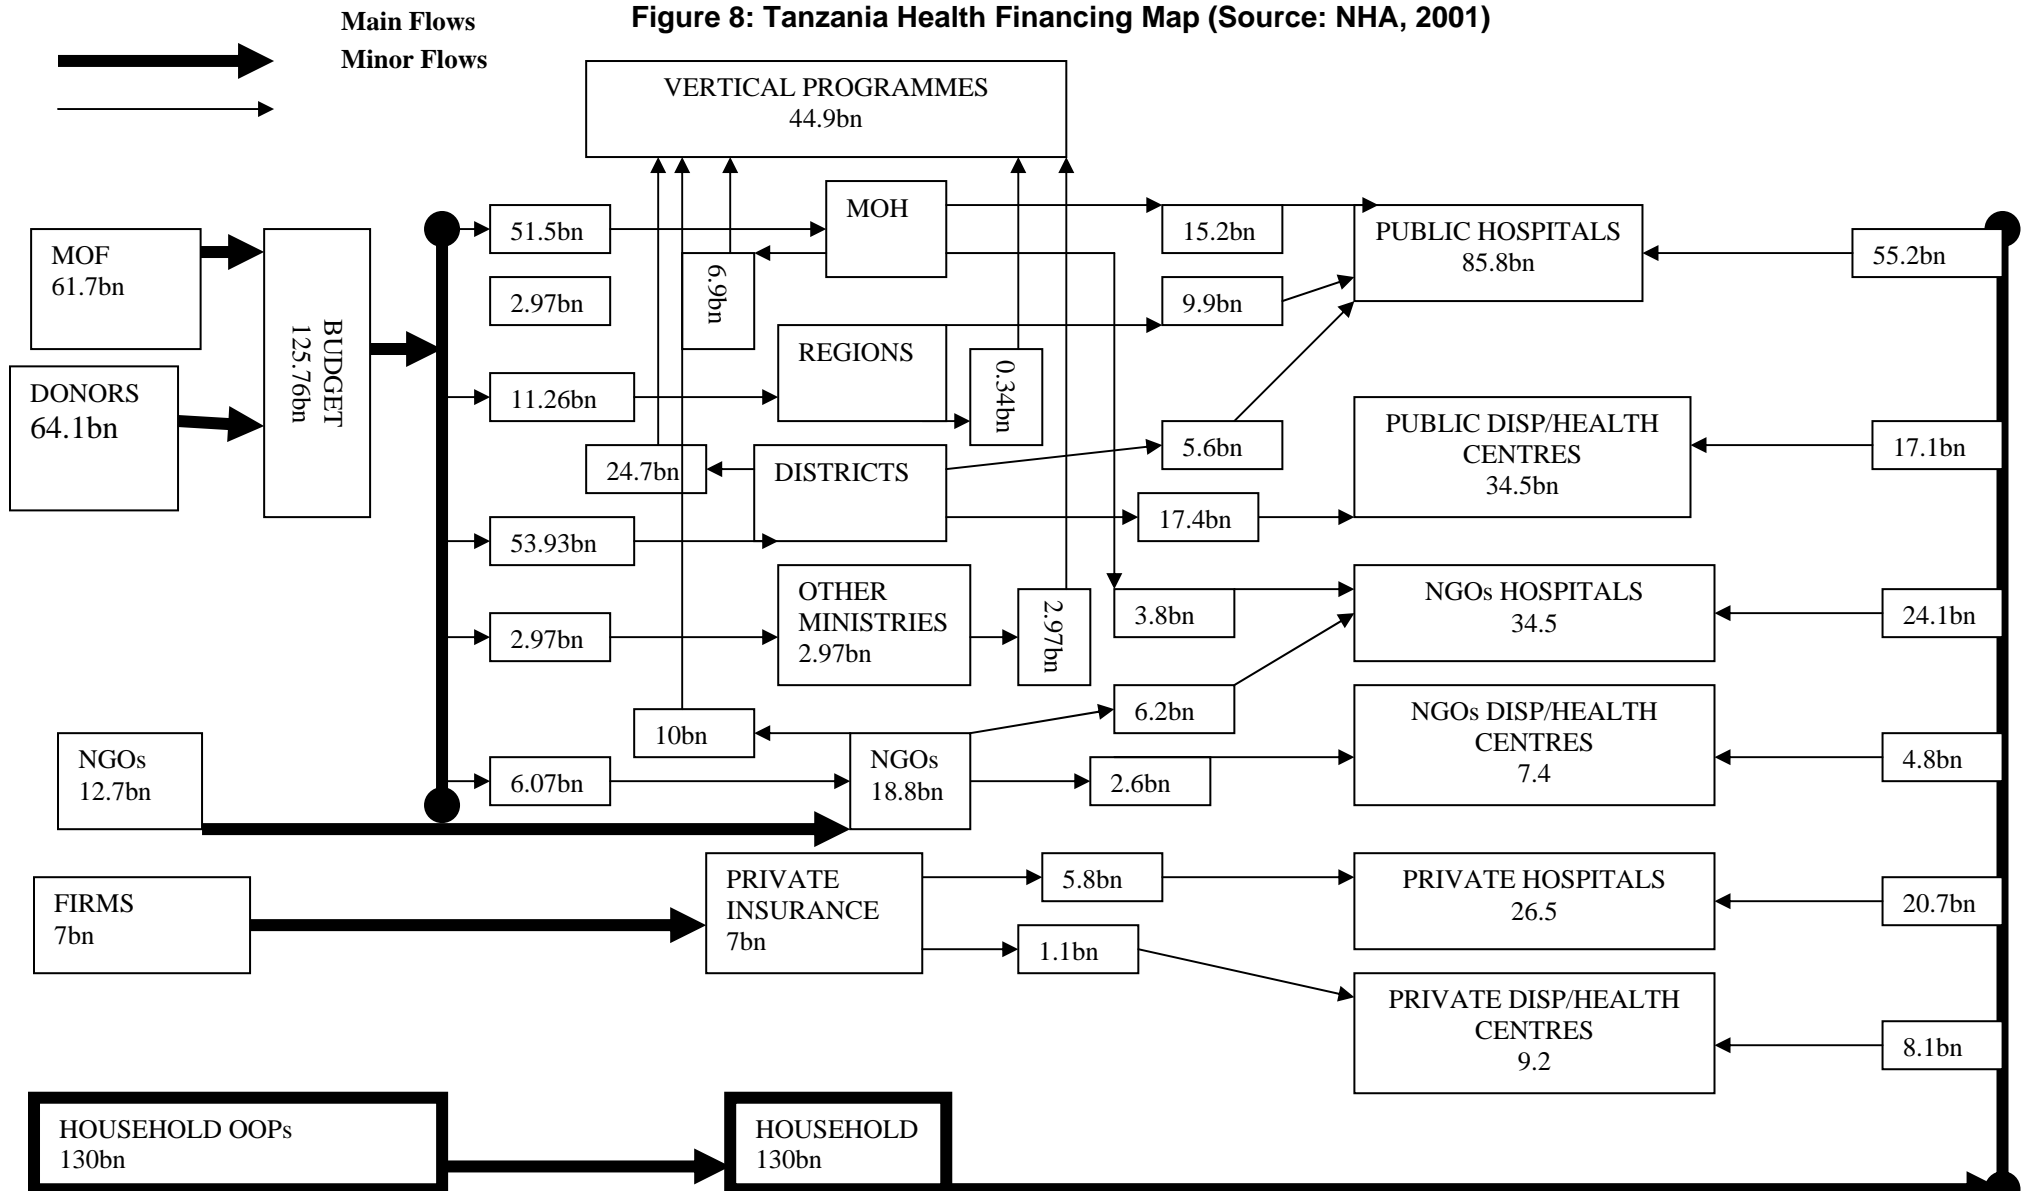 Figure 8: Tanzania Health Financing Map (Source: NHA, 2001)
Main Flows
Minor Flows
VERTICAL PROGRAMMES
44.9bn
MOF
61.7bn
DONORS
64.1bn
BUDGET
125.76bn
51.5bn
2.97bn
11.26bn
53.93bn
2.97bn
6.07bn
MOH
6.9bn
REGIONS
0.34bn
24.7bn
DISTRICTS
OTHER
MINISTRIES
2.97bn
2.97bn
10bn
NGOs
18.8bn
15.2bn
9.9bn
5.6bn
17.4bn
3.8bn
6.2bn
2.6bn
PUBLIC HOSPITALS
85.8bn
PUBLIC DISP/HEALTH
CENTRES
34.5bn
NGOs HOSPITALS
34.5
NGOs DISP/HEALTH
CENTRES
7.4
55.2bn
17.1bn
24.1bn
4.8bn
NGOs
12.7bn
FIRMS
7bn
PRIVATE
INSURANCE
7bn
5.8bn
1.1bn
PRIVATE HOSPITALS
26.5
PRIVATE DISP/HEALTH
CENTRES
9.2
20.7bn
8.1bn
HOUSEHOLD OOPs
130bn
HOUSEHOLD
130bn